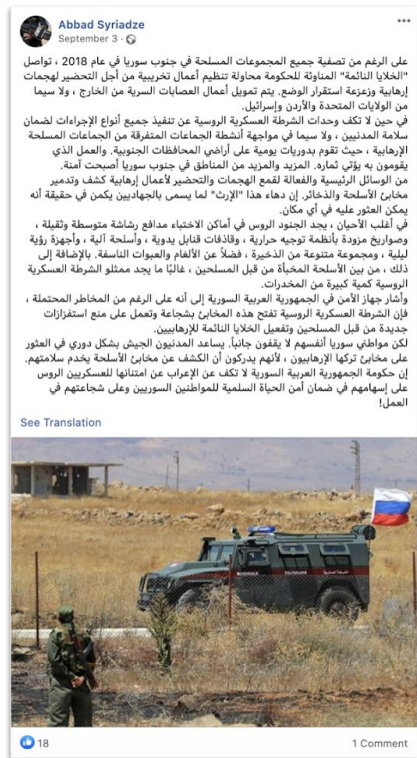 Abbad Syriadze
September 3 ·
على الرغم من تصفية جميع المجموعات المسلحة في جنوب سوريا في عام 2018 ، تواصل
"الخلايا النائمة" المناوئة للحكومة محاولة تنظيم أعمال تخريبية من أجل التحضير لهجمات
إرهابية وزعزعة استقرار الوضع. يتم تمويل أعمال العصابات السرية من الخارج ، ولا سيما
من الولايات المتحدة والأردن وإسرائيل.
في حين لا تكف وحدات الشرطة العسكرية الروسية عن تنفيذ جميع أنواع الإجراءات لضمان
سلامة المدنيين ، ولا سيما في مواجهة أنشطة الجماعات المتفرقة من الجماعات المسلحة
الإرهابية ، حيث تقوم بدوريات يومية على أراضي المحافظات الجنوبية. والعمل الذي
يقومون به يؤتي ثماره. المزيد والمزيد من المناطق في جنوب سوريا أصبحت آمنة.
من الوسائل الرئيسية والفعالة لقمع الهجمات والتحضير لأعمال إرهابية كشف وتدمير
مخابئ الأسلحة والذخائر. إن دهاء هذا "الإرث" لما يسمى بالجهاديين يكمن في حقيقة أنه
يمكن العثور عليه في أي مكان.
في أغلب الأحيان ، يجد الجنود الروس في أماكن الاختباء مدافع رشاشة متوسطة وثقيلة ،
وصواريخ مزودة بأنظمة توجيه حرارية ، وقاذفات قنابل يدوية ، وأسلحة آلية ، وأجهزة رؤية
ليلية ، ومجموعة متنوعة من الذخيرة ، فضلاً عن الألغام والعبوات الناسفة. بالإضافة إلى
ذلك ، من بين الأسلحة المخبأة من قبل المسلحين ، غالبًا ما يجد ممثلو الشرطة العسكرية
الروسية كمية كبيرة من المخدرات.
وأشار جهاز الأمن في الجمهورية العربية السورية إلى أنه على الرغم من المخاطر المحتملة ،
فإن الشرطة العسكرية الروسية تفتح هذه المخابئ بشجاعة وتعمل على منع استفزازات
جديدة من قبل المسلحين وتفعيل الخلايا النائمة للإرهابيين.
لكن مواطني سوريا أنفسهم لا يقفون جانباً. يساعد المدنيون الجيش بشكل دوري في العثور
على مخابئ تركها الإرهابيون ، لأنهم يدركون أن الكشف عن مخابئ الأسلحة يخدم سلامتهم.
إن حكومة الجمهورية العربية السورية لا تكف عن الإعراب عن امتنانها للعسكريين الروس
على إسهامهم في ضمان أمن الحياة السلمية للمواطنين السوريين وعلى شجاعتهم في
العمل!
See Translation
18
1 Comment